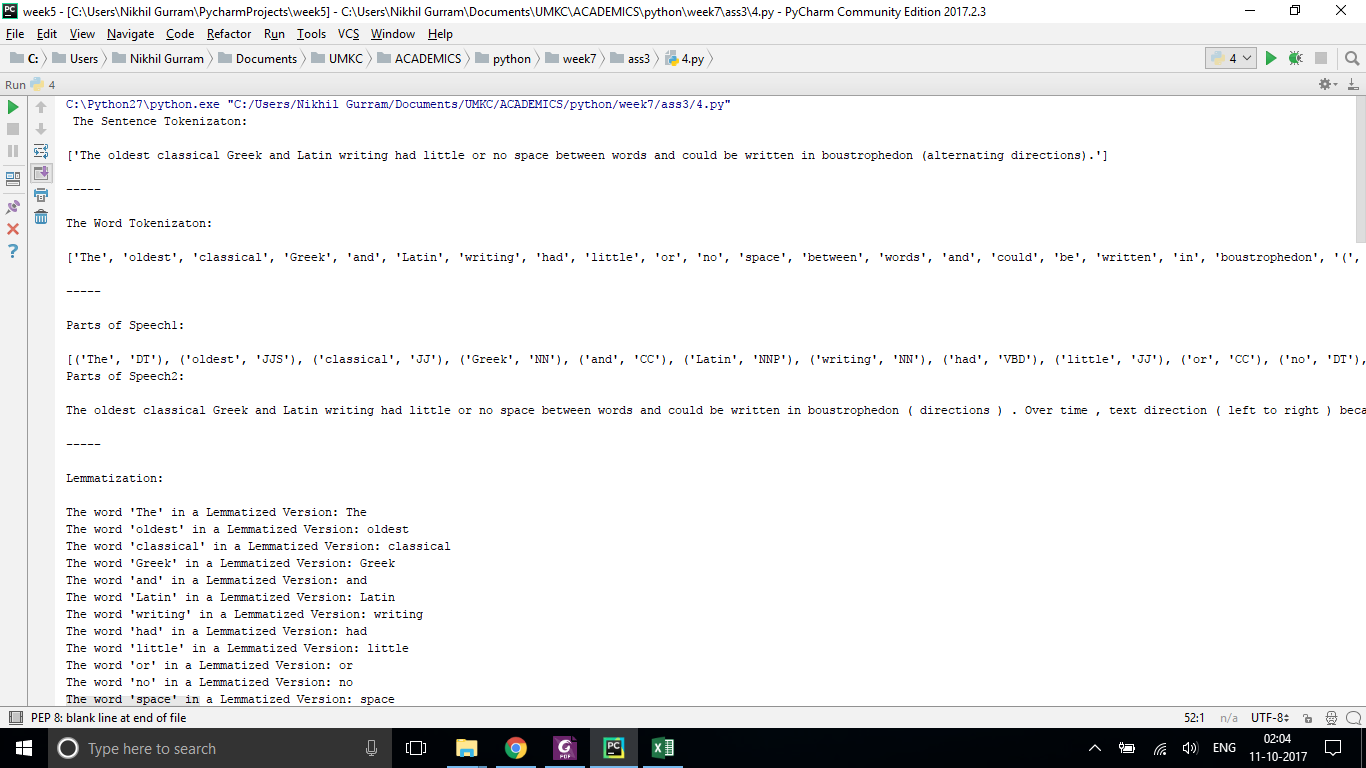 week5 - [C:\Users\Nikhil Gurram\PycharmProjects\week5] - C:\Users\Nikhil Gurram\Documents\UMKC\ACADEMICS\python\week7\ass3\4.py - PyCharm Community Edition 2017.2.3
File Edit View Navigate Code Refactor Run Tools VCS Window Help
C: Users Nikhil Gurram Documents UMKC ACADEMICS python week7 ass3 4.py 4
Run 4
C:\Python27\python.exe "C:/Users/Nikhil Gurram/Documents/UMKC/ACADEMICS/python/week7/ass3/4.py"
The Sentence Tokenizaton:
['The oldest classical Greek and Latin writing had little or no space between words and could be written in boustrophedon (alternating directions).']
-----
The Word Tokenizaton:
['The', 'oldest', 'classical', 'Greek', 'and', 'Latin', 'writing', 'had', 'little', 'or', 'no', 'space', 'between', 'words', 'and', 'could', 'be', 'written', 'in', 'boustrophedon', '(',
-----
Parts of Speech1:
[('The', 'DT'), ('oldest', 'JJS'), ('classical', 'JJ'), ('Greek', 'NN'), ('and', 'CC'), ('Latin', 'NNP'), ('writing', 'NN'), ('had', 'VBD'), ('little', 'JJ'), ('or', 'CC'), ('no', 'DT'),
Parts of Speech2:
The oldest classical Greek and Latin writing had little or no space between words and could be written in boustrophedon ( directions ) . Over time , text direction ( left to right ) beca
-----
Lemmatization:
The word 'The' in a Lemmatized Version: The
The word 'oldest' in a Lemmatized Version: oldest
The word 'classical' in a Lemmatized Version: classical
The word 'Greek' in a Lemmatized Version: Greek
The word 'and' in a Lemmatized Version: and
The word 'Latin' in a Lemmatized Version: Latin
The word 'writing' in a Lemmatized Version: writing
The word 'had' in a Lemmatized Version: had
The word 'little' in a Lemmatized Version: little
The word 'or' in a Lemmatized Version: or
The word 'no' in a Lemmatized Version: no
The word 'space' in a Lemmatized Version: space
PEP 8: blank line at end of file 52:1 n/a UTF-8
Type here to search ENG 02:04
11-10-2017